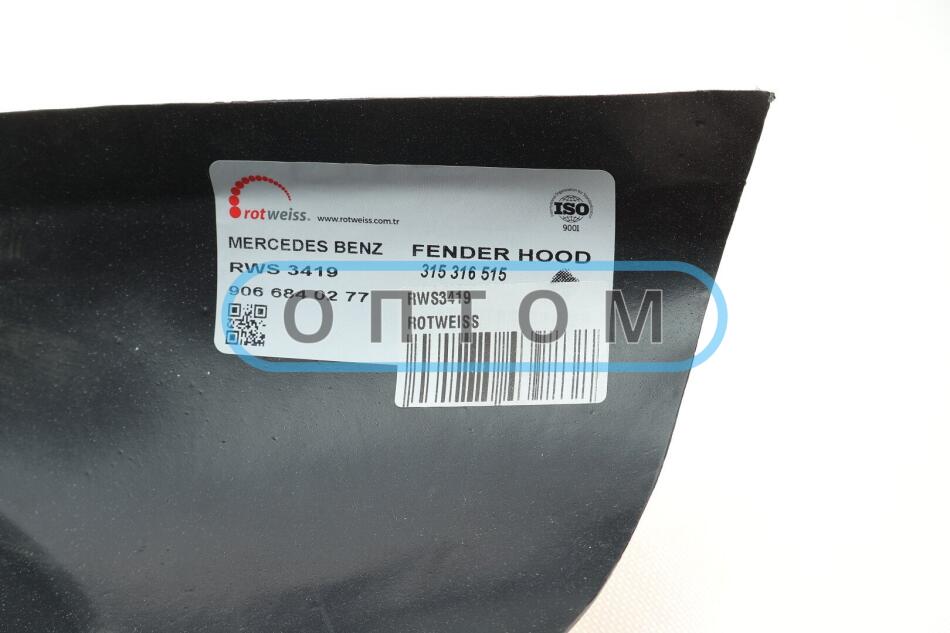 rotweiss.
www.rotweiss.com.tr
ISO
9001
MERCEDES BENZ
FENDER HOOD
RWS 3419
315 316 515
906 684 02 77
RWS3419
ROTWEISS
ОПТОМ